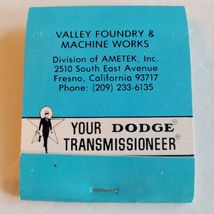 VALLEY FOUNDRY &
MACHINE WORKS
Division of AMETEK, Inc.
2510 South East Avenue
Fresno, California 93717
Phone: (209) 233-6135
YOUR DODGE®
TRANSMISSIONEER®